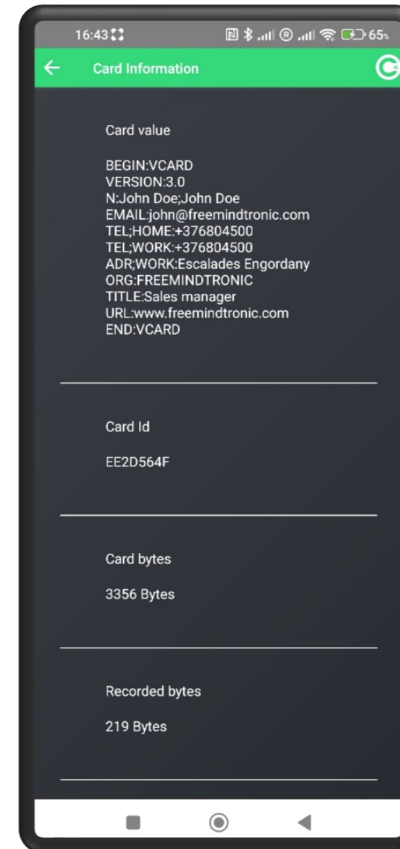 16:43 65%
Card Information
Card value
BEGIN:VCARD
VERSION:3.0
N:John Doe;John Doe
EMAIL:john@freemindtronic.com
TEL;HOME:+376804500
TEL;WORK:+376804500
ADR;WORK:Escalades Engordany
ORG:FREEMINDTRONIC
TITLE:Sales manager
URL:www.freemindtronic.com
END:VCARD
Card Id
EE2D564F
Card bytes
3356 Bytes
Recorded bytes
219 Bytes